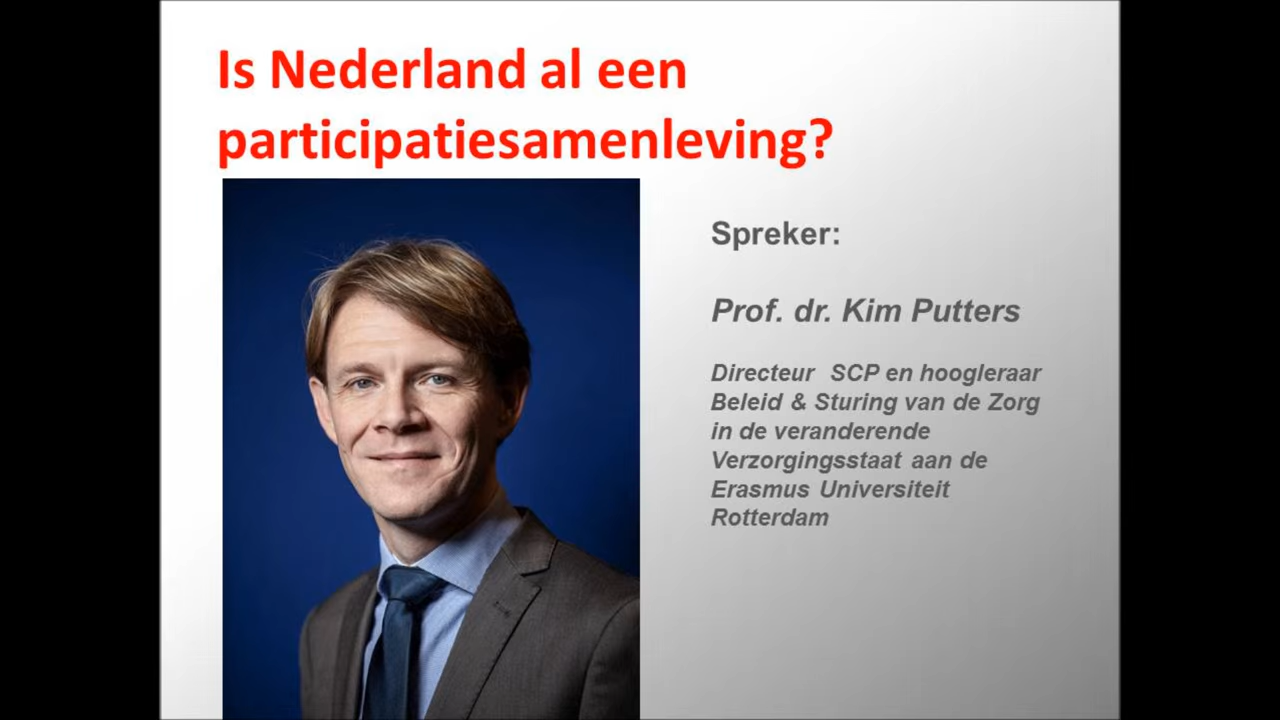 Is Nederland al een
participatiesamenleving?
Spreker:
Prof. dr. Kim Putters
Directeur SCP en hoogleraar
Beleid & Sturing van de Zorg
in de veranderende
Verzorgingsstaat aan de
Erasmus Universiteit
Rotterdam